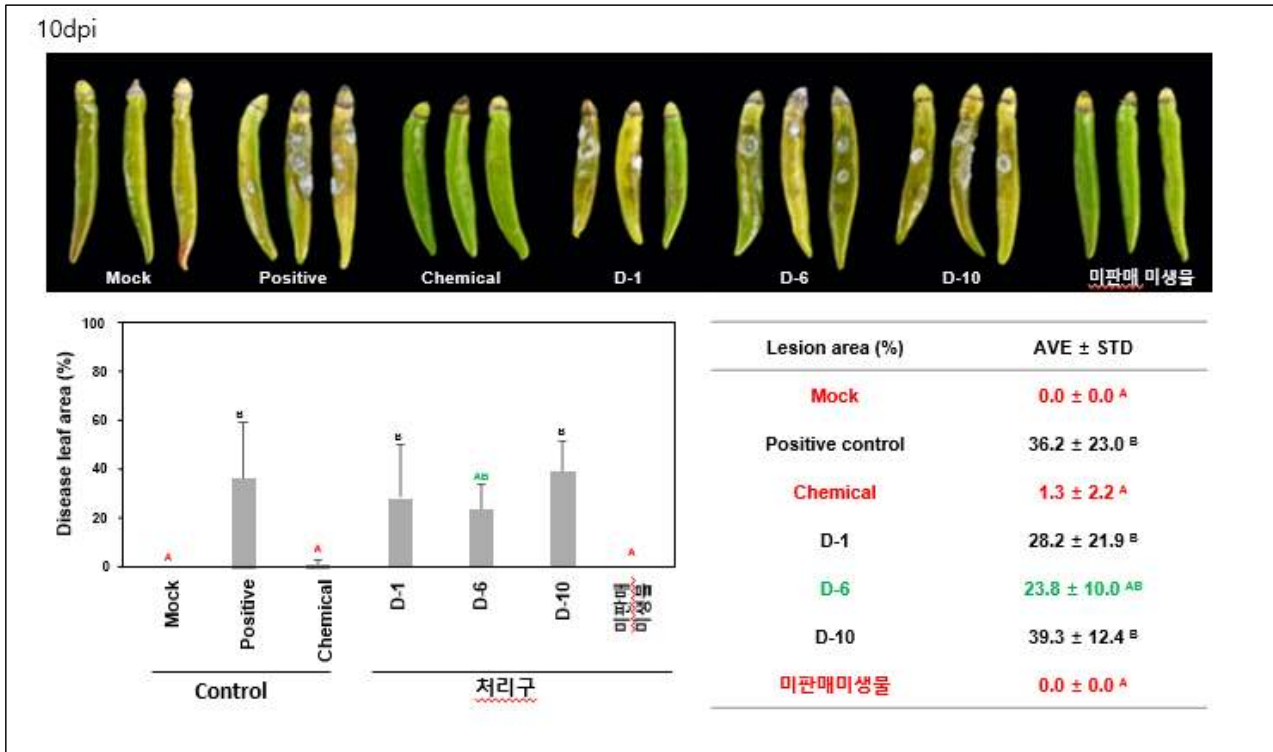 10dpi
Mock Positive Chemical D-1 D-6 D-10 미판매 미생물
Disease leaf area (%)
100
80
60
40
20
0
A B A B AB B A
Mock Positive Chemical D-1 D-6 D-10 미판매 미생물
Control 처리구
Lesion area (%) AVE ± STD
Mock 0.0 ± 0.0 A
Positive control 36.2 ± 23.0 B
Chemical 1.3 ± 2.2 A
D-1 28.2 ± 21.9 B
D-6 23.8 ± 10.0 AB
D-10 39.3 ± 12.4 B
미판매미생물 0.0 ± 0.0 A